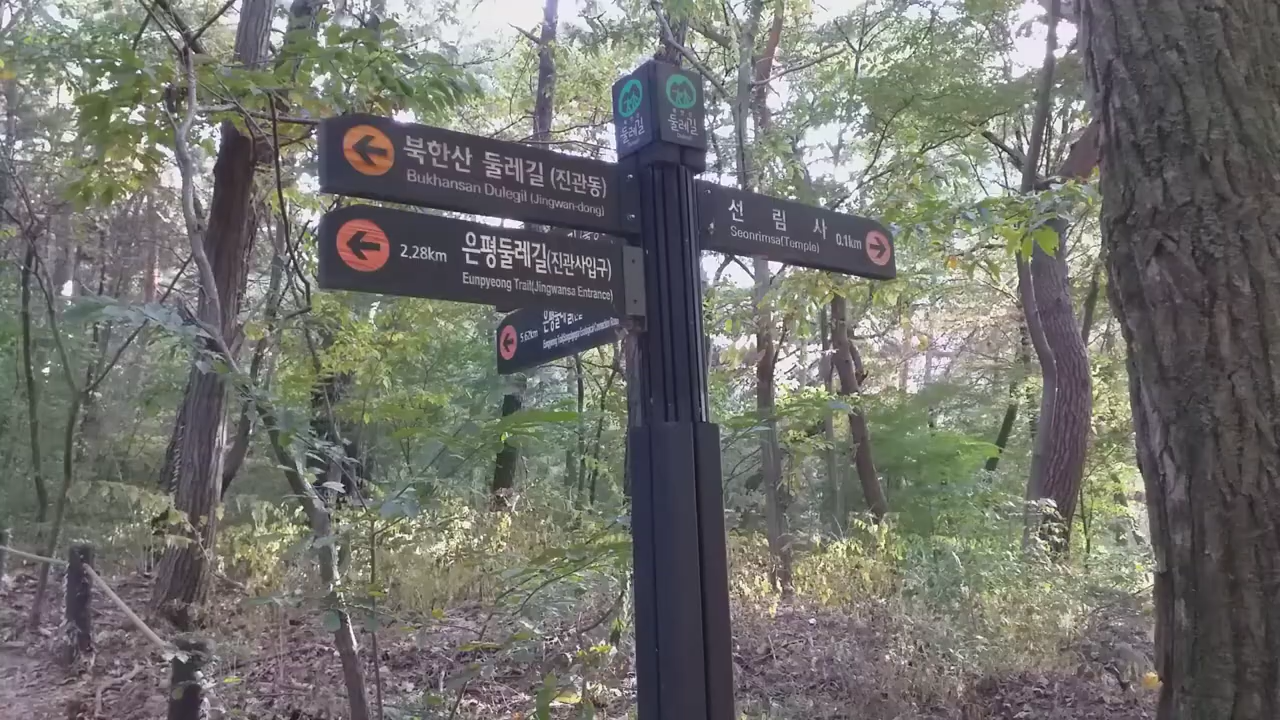 둘레길
둘레길
북한산 둘레길 (진관동)
Bukhansan Dulegil (Jingwan-dong)
선 림 사 0.1km
Seonrimsa(Temple)
2.28km 은평둘레길(진관사입구)
Eunpyeong Trail(Jingwansa Entrance)
5.62km